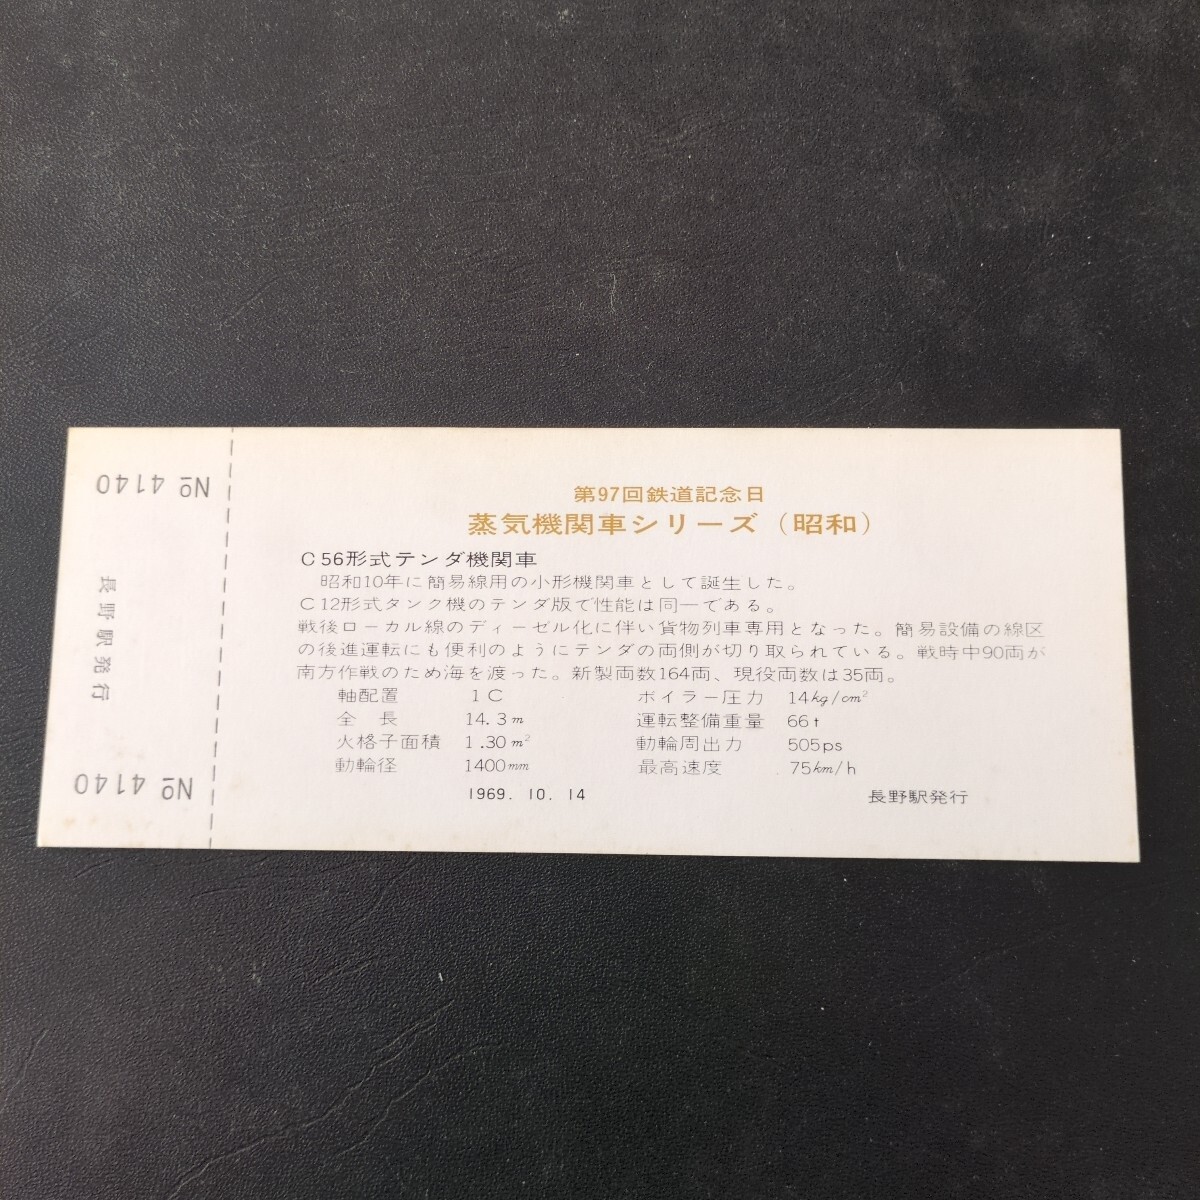 № 4140
長野駅発行
№ 4140
第97回鉄道記念日
蒸気機関車シリーズ（昭和）
C56形式テンダ機関車
昭和10年に簡易線用の小形機関車として誕生した。
C12形式タンク機のテンダ版で性能は同一である。
戦後ローカル線のディーゼル化に伴い貨物列車専用となった。簡易設備の線区
の後進運転にも便利のようにテンダの両側が切り取られている。戦時中90両が
南方作戦のため海を渡った。新製両数164両、現役両数は35両。
軸配置 1C ボイラー圧力 14kg/cm²
全長 14.3m 運転整備重量 66t
火格子面積 1.30m² 動輪周出力 505ps
動輪径 1400mm 最高速度 75km/h
1969. 10. 14 長野駅発行